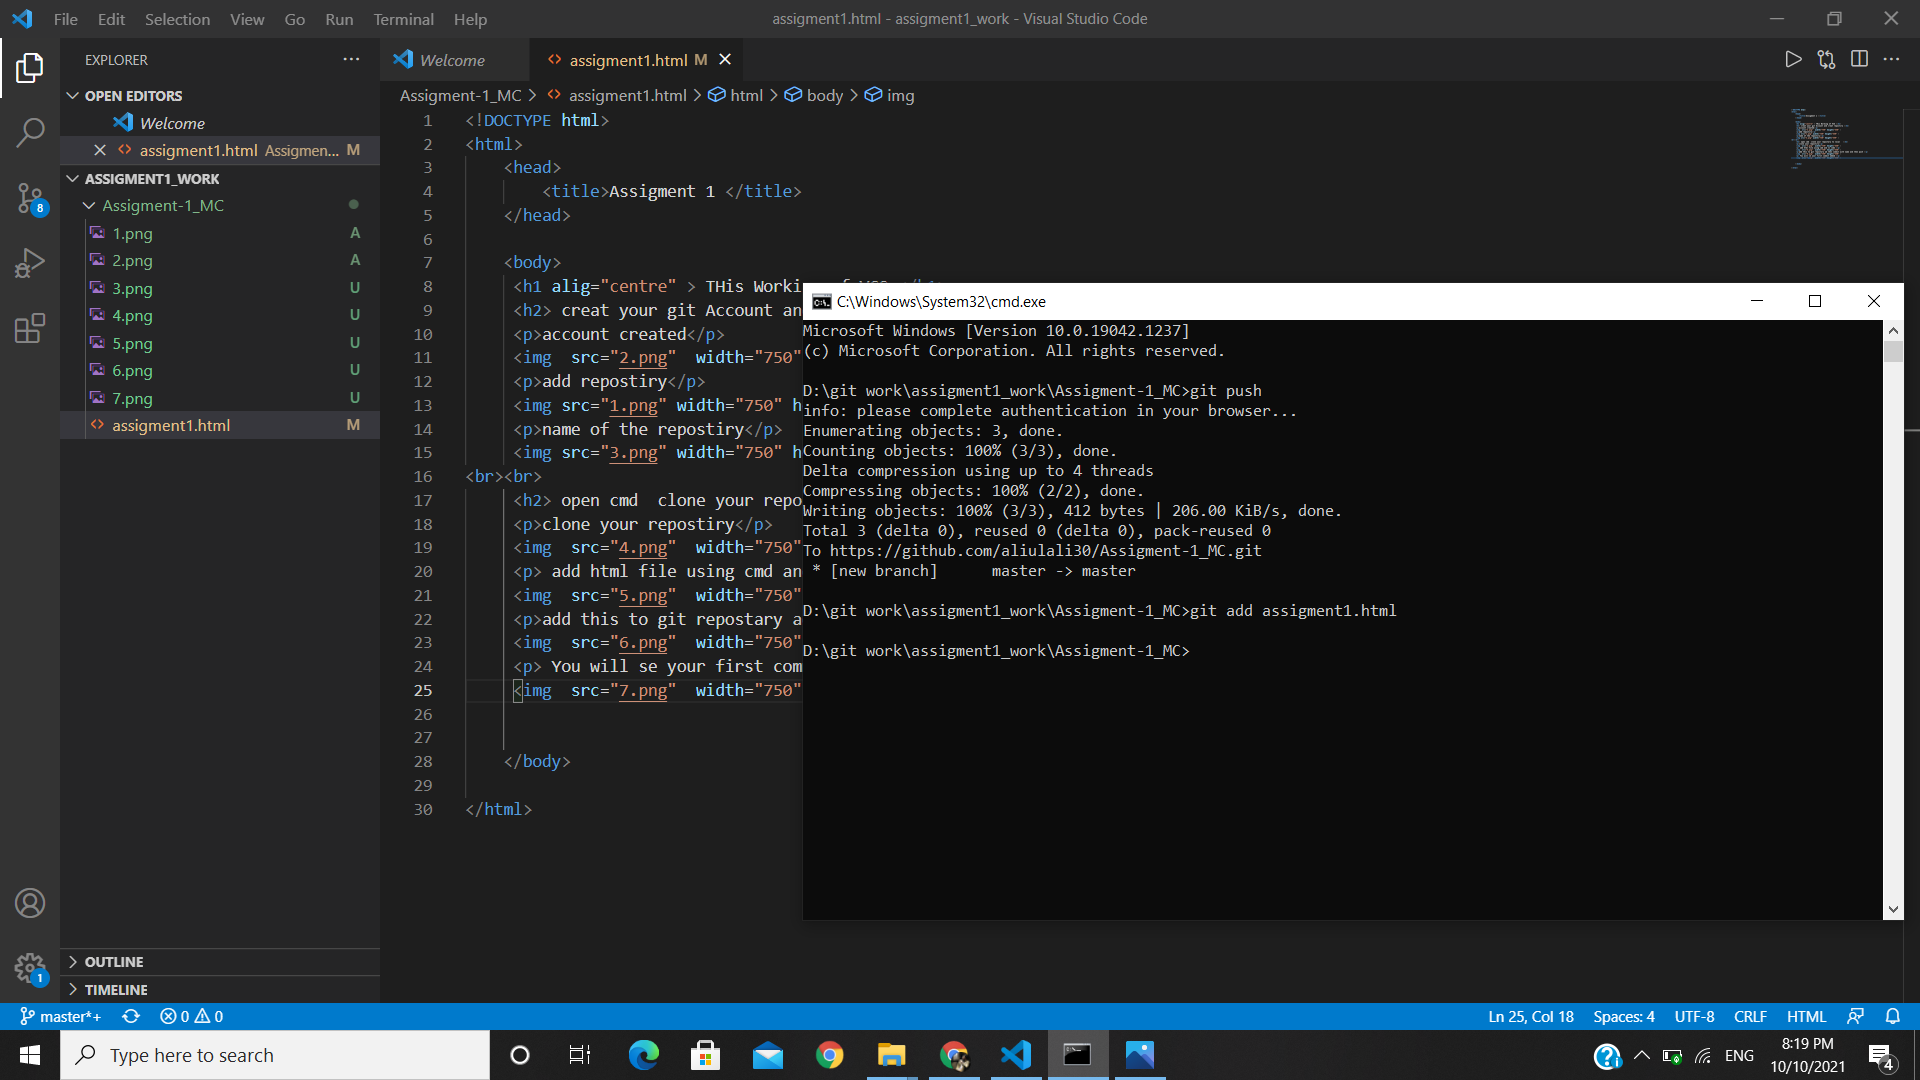 File Edit Selection View Go Run Terminal Help
assigment1.html - assigment1_work - Visual Studio Code
EXPLORER
OPEN EDITORS
Welcome
assigment1.html Assigmen... M
ASSIGMENT1_WORK
Assigment-1_MC
1.png A
2.png A
3.png U
4.png U
5.png U
6.png U
7.png U
assigment1.html M
8
OUTLINE
TIMELINE
1
Welcome
assigment1.html M
Assigment-1_MC > assigment1.html > html > body > img
1 <!DOCTYPE html>
2 <html>
3 <head>
4 <title>Assigment 1 </title>
5 </head>
6
7 <body>
8 <h1 alig="centre" > THis Workin
9 <h2> creat your git Account an
10 <p>account created</p>
11 <img  src="2.png"  width="750"
12 <p>add repostiry</p>
13 <img src="1.png" width="750" h
14 <p>name of the repostiry</p>
15 <img src="3.png" width="750" h
16 <br><br>
17 <h2> open cmd  clone your repo
18 <p>clone your repostiry</p>
19 <img  src="4.png"  width="750"
20 <p> add html file using cmd an
21 <img  src="5.png"  width="750"
22 <p>add this to git repostary a
23 <img  src="6.png"  width="750"
24 <p> You will se your first com
25 <img  src="7.png"  width="750"
26
27
28 </body>
29
30 </html>
C:\Windows\System32\cmd.exe
Microsoft Windows [Version 10.0.19042.1237]
(c) Microsoft Corporation. All rights reserved.
D:\git work\assigment1_work\Assigment-1_MC>git push
info: please complete authentication in your browser...
Enumerating objects: 3, done.
Counting objects: 100% (3/3), done.
Delta compression using up to 4 threads
Compressing objects: 100% (2/2), done.
Writing objects: 100% (3/3), 412 bytes | 206.00 KiB/s, done.
Total 3 (delta 0), reused 0 (delta 0), pack-reused 0
To https://github.com/aliulali30/Assigment-1_MC.git
 * [new branch]      master -> master
D:\git work\assigment1_work\Assigment-1_MC>git add assigment1.html
D:\git work\assigment1_work\Assigment-1_MC>
master*+ 0 0
Ln 25, Col 18 Spaces: 4 UTF-8 CRLF HTML
Type here to search
ENG
8:19 PM
10/10/2021
4